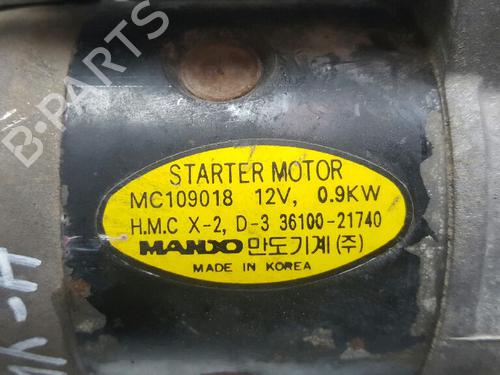 B-PARTS
STARTER MOTOR
MC109018 12V, 0.9KW
H.M.C X-2, D-3 36100-21740
MANDO 만도기계(주)
MADE IN KOREA